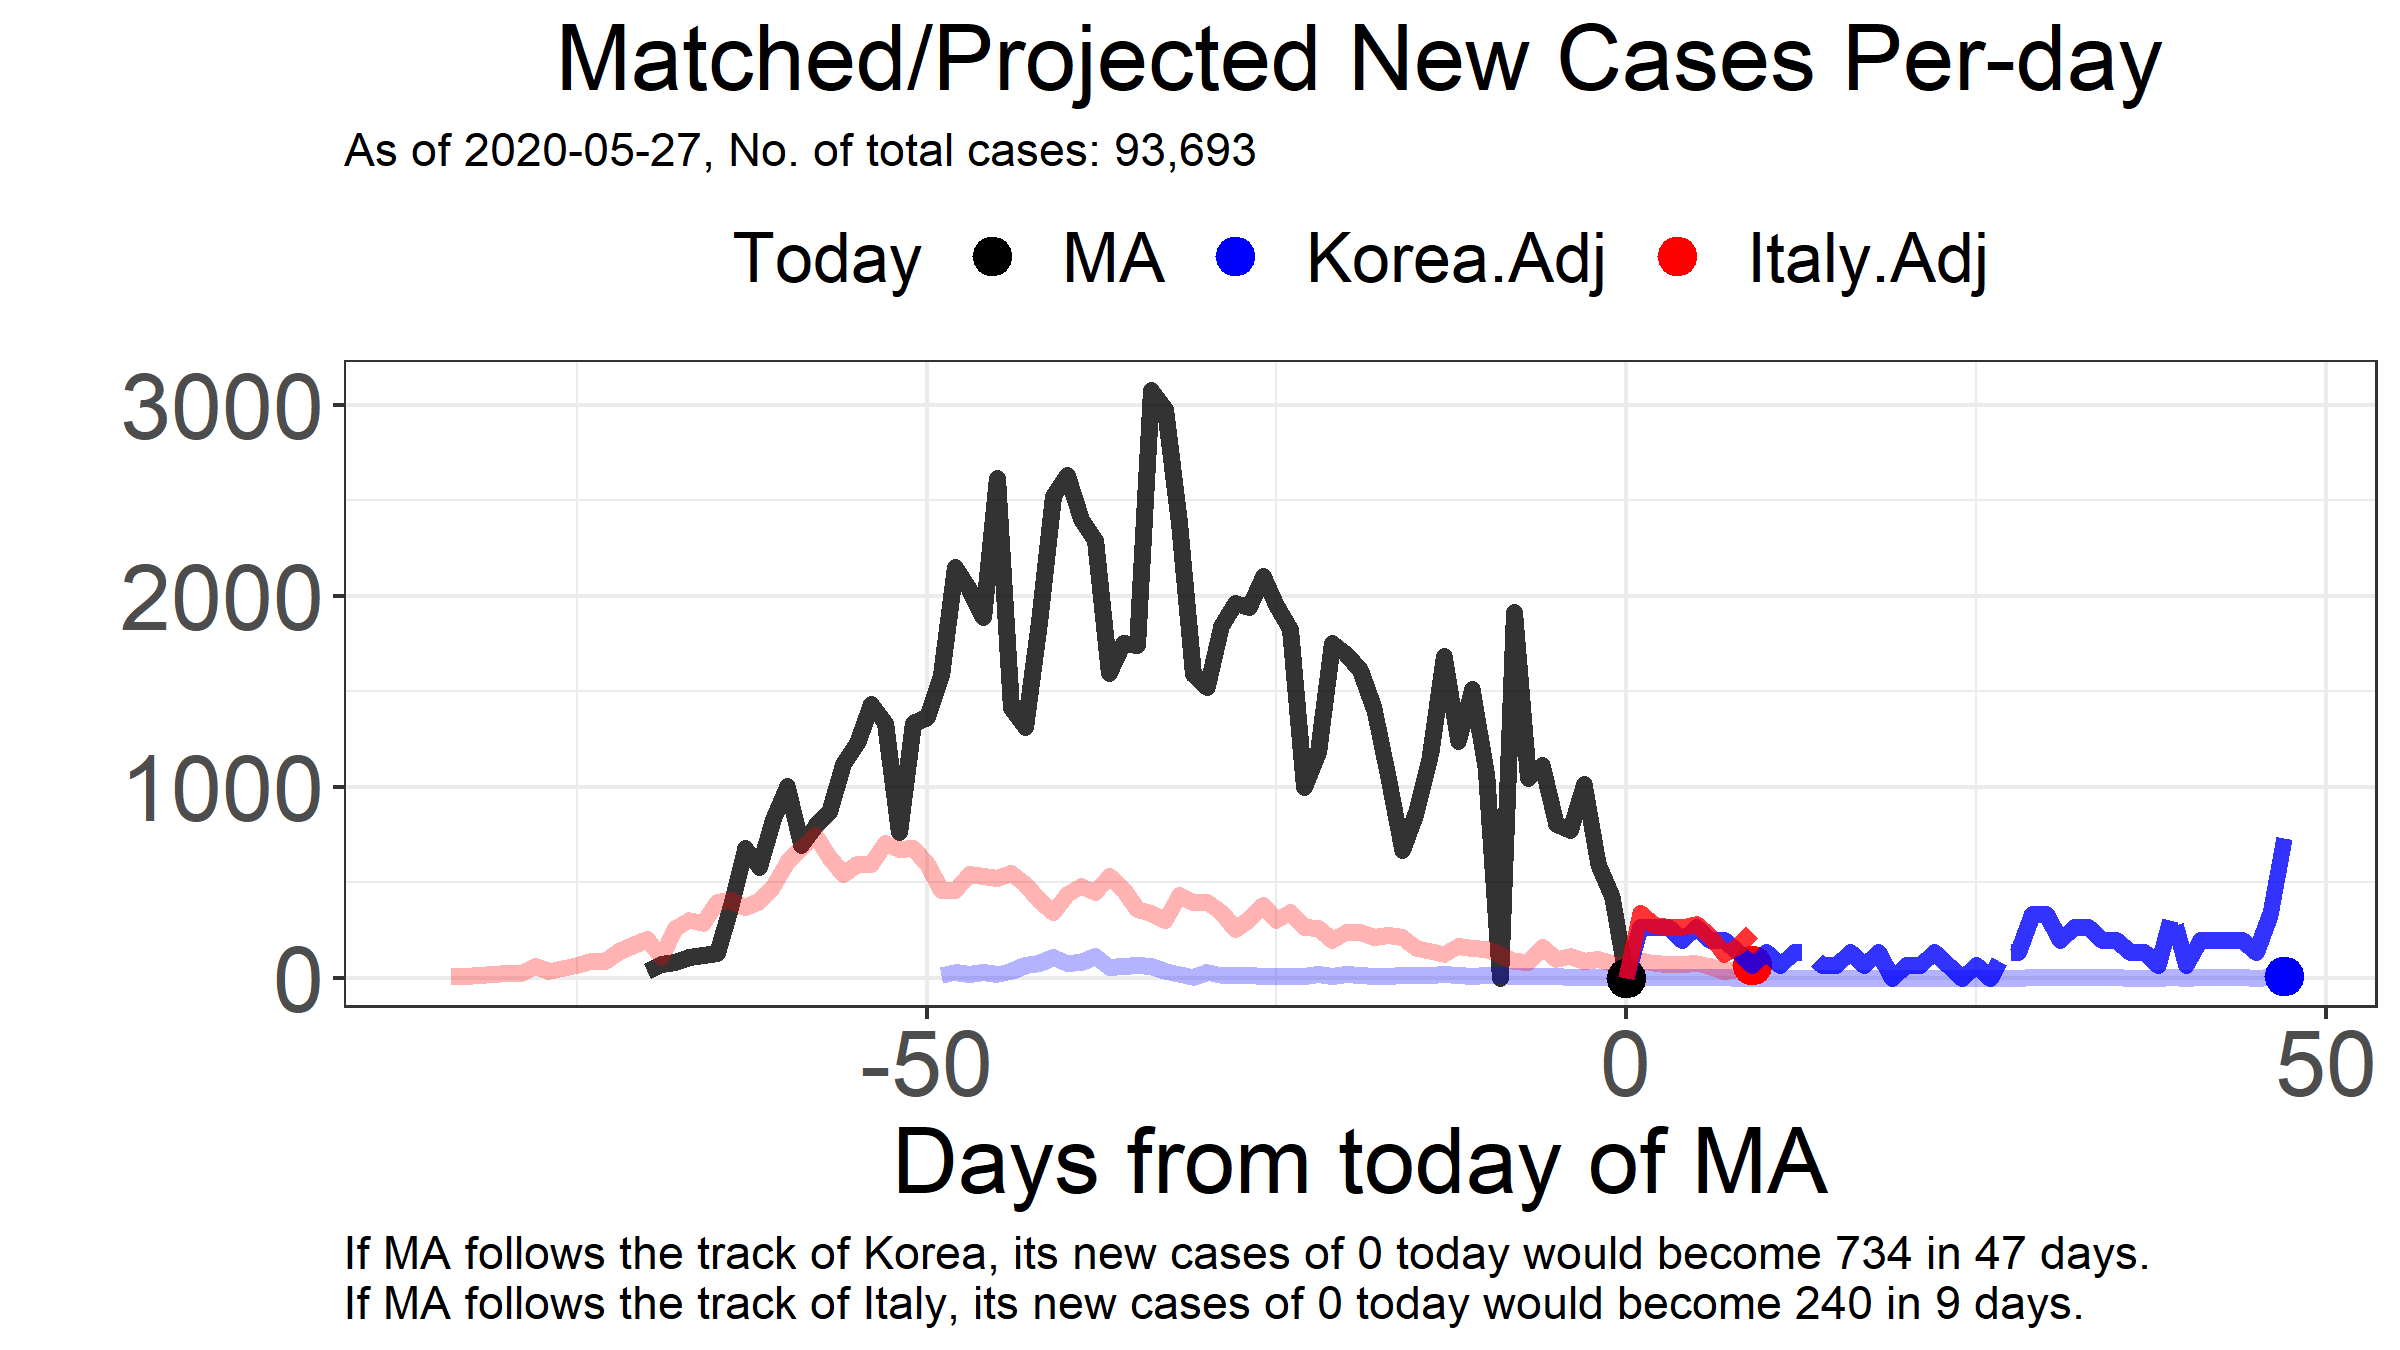 Matched/Projected New Cases Per-day
As of 2020-05-27, No. of total cases: 93,693
Today MA Korea.Adj Italy.Adj
3000
2000
1000
0
-50 0 50
Days from today of MA
If MA follows the track of Korea, its new cases of 0 today would become 734 in 47 days.
If MA follows the track of Italy, its new cases of 0 today would become 240 in 9 days.